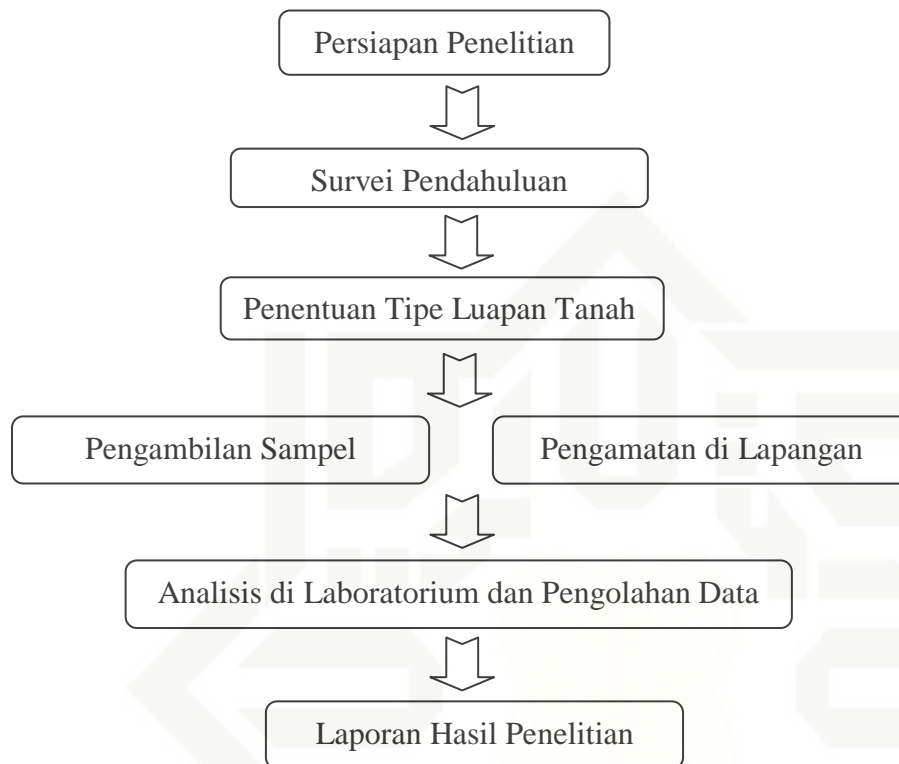 Persiapan Penelitian
Survei Pendahuluan
Penentuan Tipe Luapan Tanah
Pengambilan Sampel
Pengamatan di Lapangan
Analisis di Laboratorium dan Pengolahan Data
Laporan Hasil Penelitian